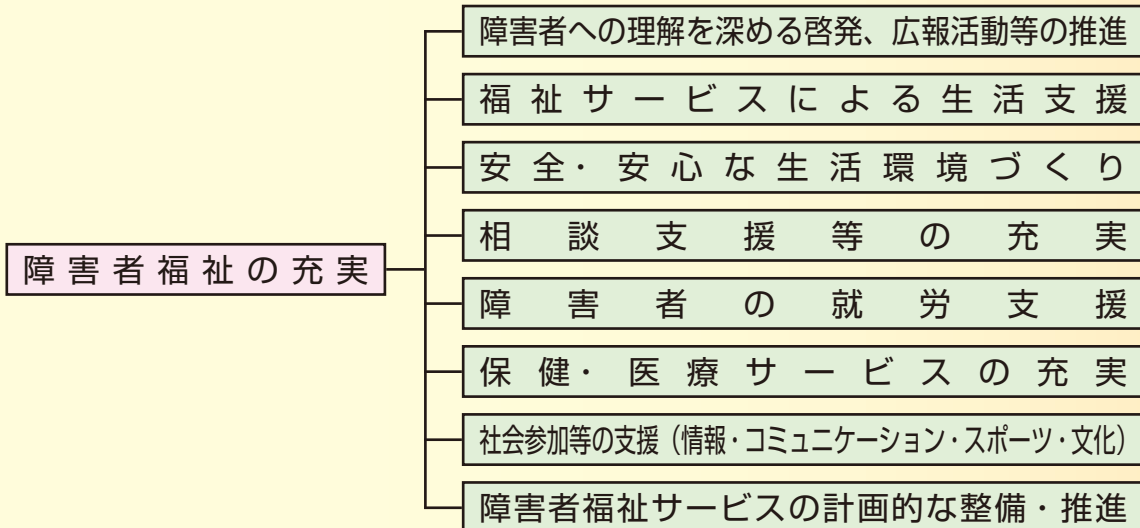 障害者福祉の充実
障害者への理解を深める啓発、広報活動等の推進
福祉サービスによる生活支援
安全・安心な生活環境づくり
相談支援等の充実
障害者の就労支援
保健・医療サービスの充実
社会参加等の支援（情報・コミュニケーション・スポーツ・文化）
障害者福祉サービスの計画的な整備・推進